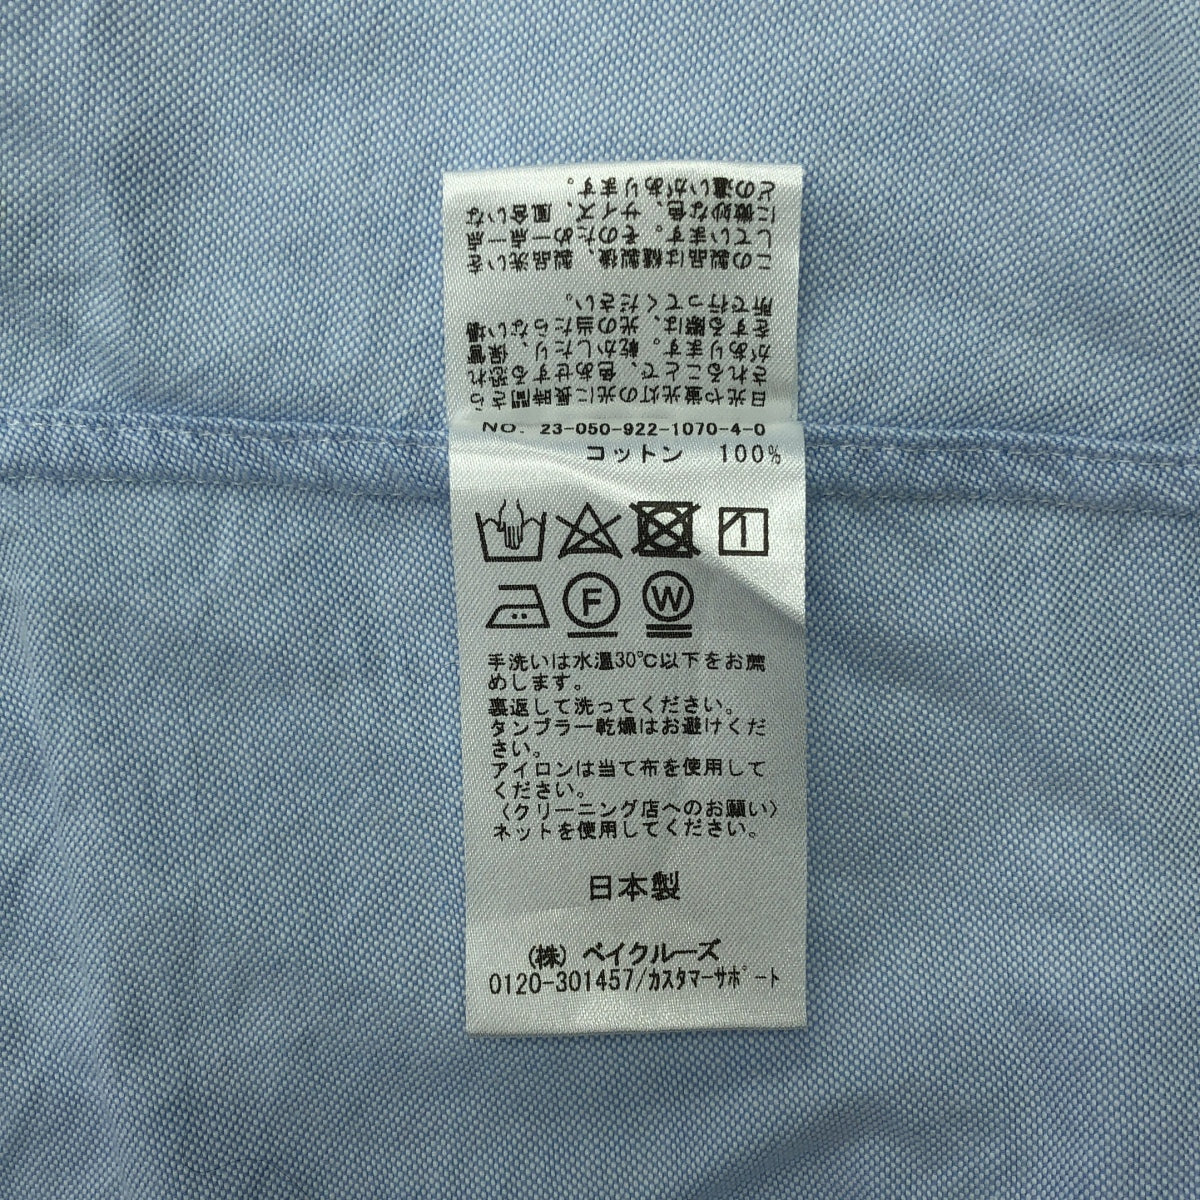 日光や蛍光灯の光に長時間さら
されることで、色あせする恐れ
があります。乾かしたり、保管
をする際は、光の当たらない場
所で行ってください。
この製品は縫製後、製品洗いを
しています。そのため一点一点
に微妙な色、サイズ、風合いな
どの違いがあります。
NO. 23-050-922-1070-4-0
コットン 100%
F W
手洗いは水温30℃以下をお薦
めします。
裏返して洗ってください。
タンブラー乾燥はお避けくだ
さい。
アイロンは当て布を使用して
ください。
〈クリーニング店へのお願い〉
ネットを使用してください。
日本製
(株) ベイクルーズ
0120-301457/ｶｽﾀﾏｰｻﾎﾟｰﾄ